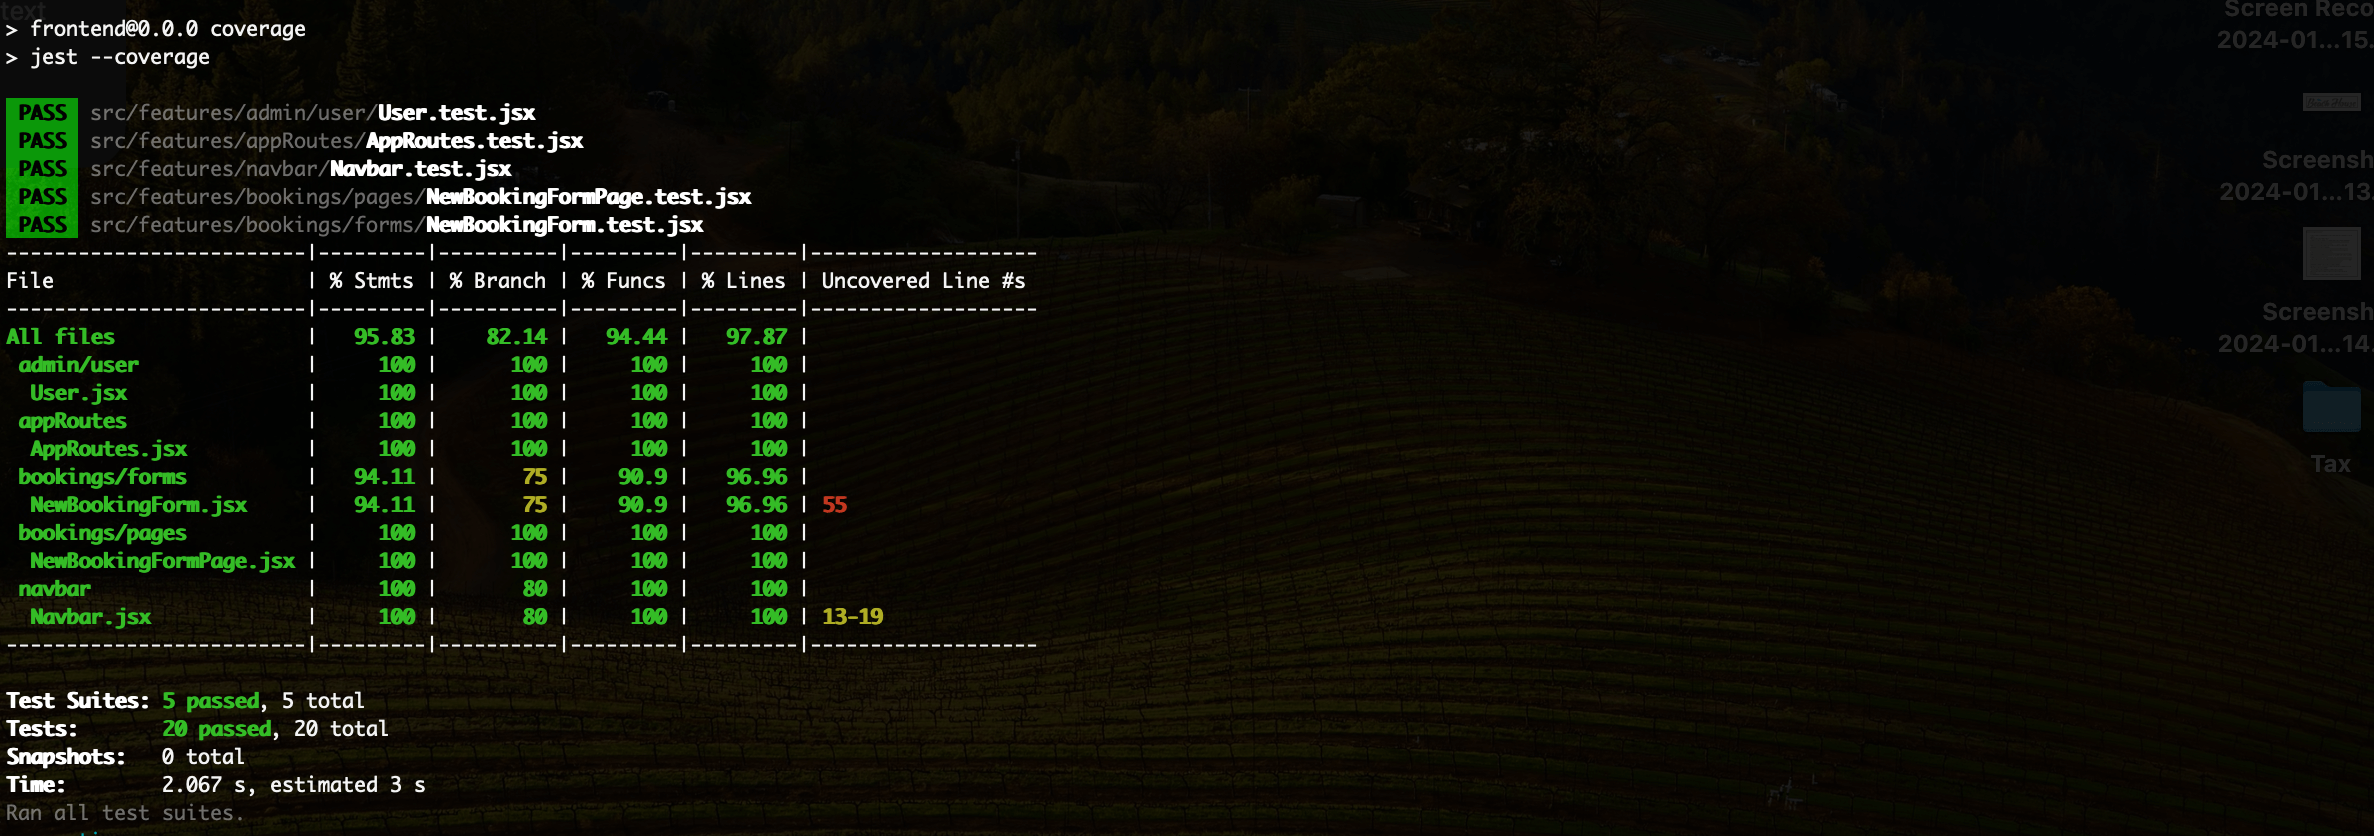 text
> frontend@0.0.0 coverage
> jest --coverage
PASS src/features/admin/user/User.test.jsx
PASS src/features/appRoutes/AppRoutes.test.jsx
PASS src/features/navbar/Navbar.test.jsx
PASS src/features/bookings/pages/NewBookingFormPage.test.jsx
PASS src/features/bookings/forms/NewBookingForm.test.jsx
-------------------------|---------|----------|---------|---------|-------------------
File                     | % Stmts | % Branch | % Funcs | % Lines | Uncovered Line #s
-------------------------|---------|----------|---------|---------|-------------------
All files                |   95.83 |    82.14 |   94.44 |   97.87 |
 admin/user              |     100 |      100 |     100 |     100 |
  User.jsx               |     100 |      100 |     100 |     100 |
 appRoutes               |     100 |      100 |     100 |     100 |
  AppRoutes.jsx          |     100 |      100 |     100 |     100 |
 bookings/forms          |   94.11 |       75 |    90.9 |   96.96 |
  NewBookingForm.jsx     |   94.11 |       75 |    90.9 |   96.96 | 55
 bookings/pages          |     100 |      100 |     100 |     100 |
  NewBookingFormPage.jsx |     100 |      100 |     100 |     100 |
 navbar                  |     100 |       80 |     100 |     100 |
  Navbar.jsx             |     100 |       80 |     100 |     100 | 13-19
-------------------------|---------|----------|---------|---------|-------------------
Test Suites: 5 passed, 5 total
Tests:       20 passed, 20 total
Snapshots:   0 total
Time:        2.067 s, estimated 3 s
Ran all test suites.
Screen Reco
2024-01...15.
Screensh
2024-01...13.
Screensh
2024-01...14.
Tax